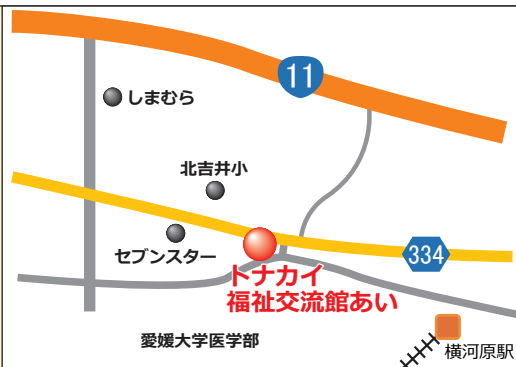 11
しまむら
北吉井小
セブンスター
334
トナカイ
福祉交流館あい
愛媛大学医学部
横河原駅